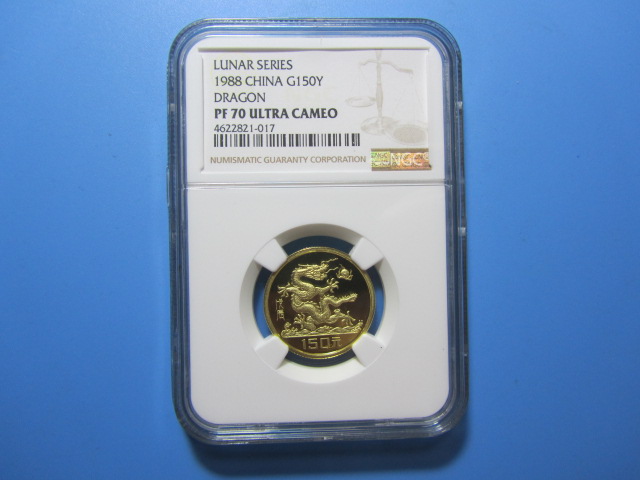 LUNAR SERIES
1988 CHINA G150Y
DRAGON
PF 70 ULTRA CAMEO
4622821-017
NUMISMATIC GUARANTY CORPORATION
NGC
150元